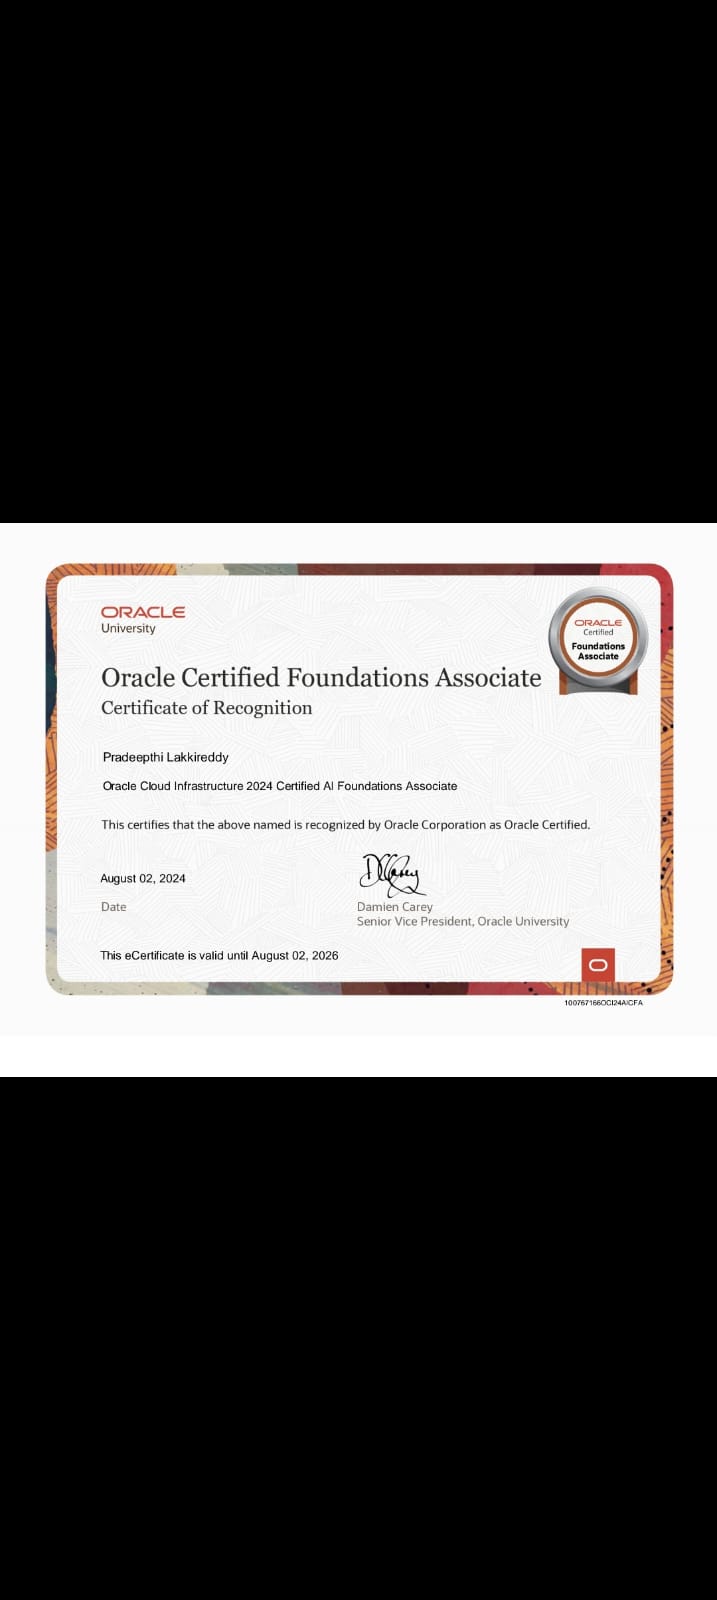 ORACLE
University
ORACLE
Certified
Foundations
Associate
Oracle Certified Foundations Associate
Certificate of Recognition
Pradeepthi Lakkireddy
Oracle Cloud Infrastructure 2024 Certified AI Foundations Associate
This certifies that the above named is recognized by Oracle Corporation as Oracle Certified.
August 02, 2024
Date
Damien Carey
Senior Vice President, Oracle University
This eCertificate is valid until August 02, 2026
100767166OCI24AICFA